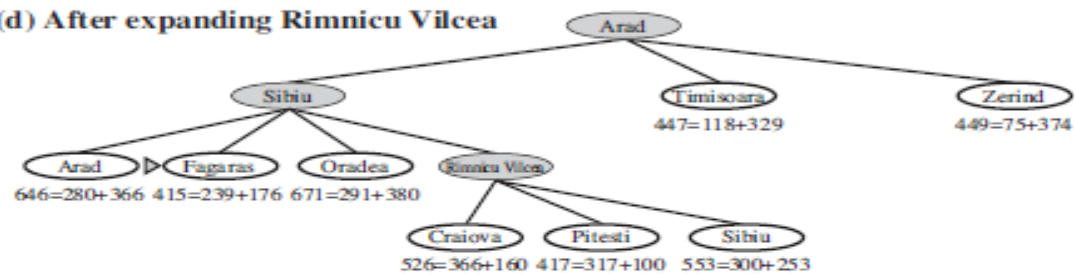 (d) After expanding Rimnicu Vilcea
Arad
Sibiu
Timisoara
Zerind
447=118+329
449=75+374
Arad
Fagaras
Oradea
Rimnicu Vilcea
646=280+366
415=239+176
671=291+380
Craiova
Pitesti
Sibiu
526=366+160
417=317+100
553=300+253